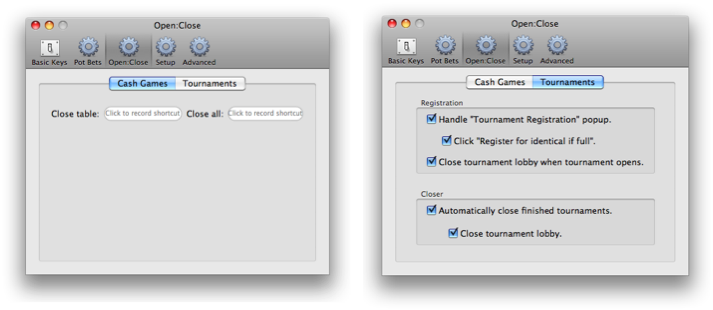 Open:Close
Basic Keys Pot Bets Open:Close Setup Advanced
Cash Games Tournaments
Close table: Click to record shortcut Close all: Click to record shortcut
Open:Close
Basic Keys Pot Bets Open:Close Setup Advanced
Cash Games Tournaments
Registration
Handle "Tournament Registration" popup.
Click "Register for identical if full".
Close tournament lobby when tournament opens.
Closer
Automatically close finished tournaments.
Close tournament lobby.